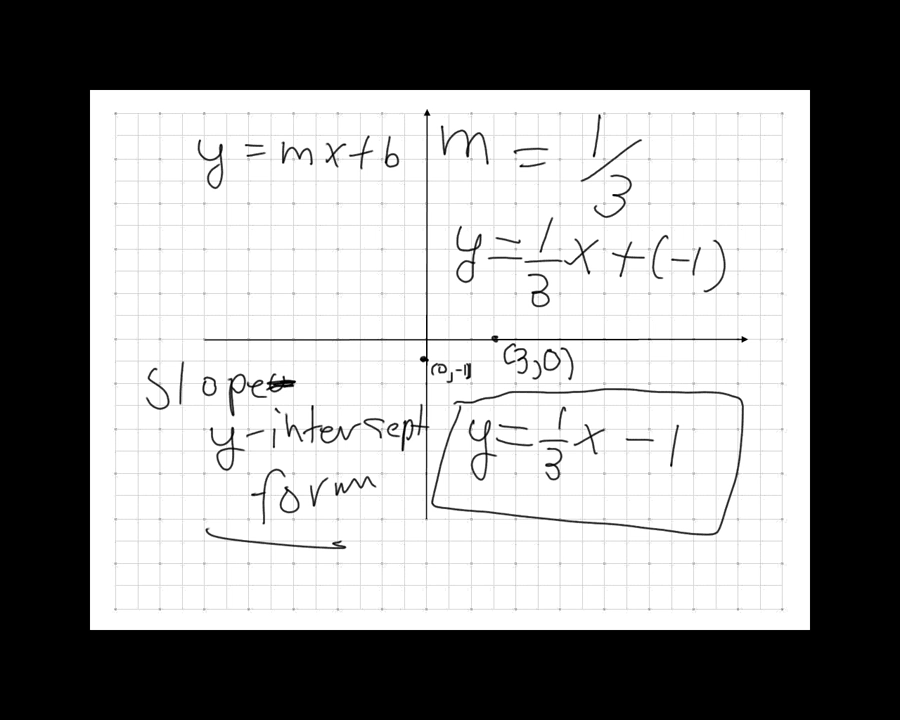 y = mx + b
m = 1/3
y = 1/3 x + (-1)
(0,-1)
(3,0)
Slope
y-intersept
form
y = 1/3 x - 1